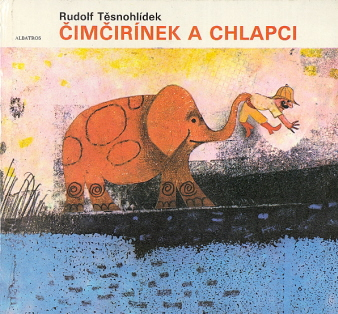 Rudolf Těsnohlídek
ALBATROS
ČIMČIRÍNEK A CHLAPCI